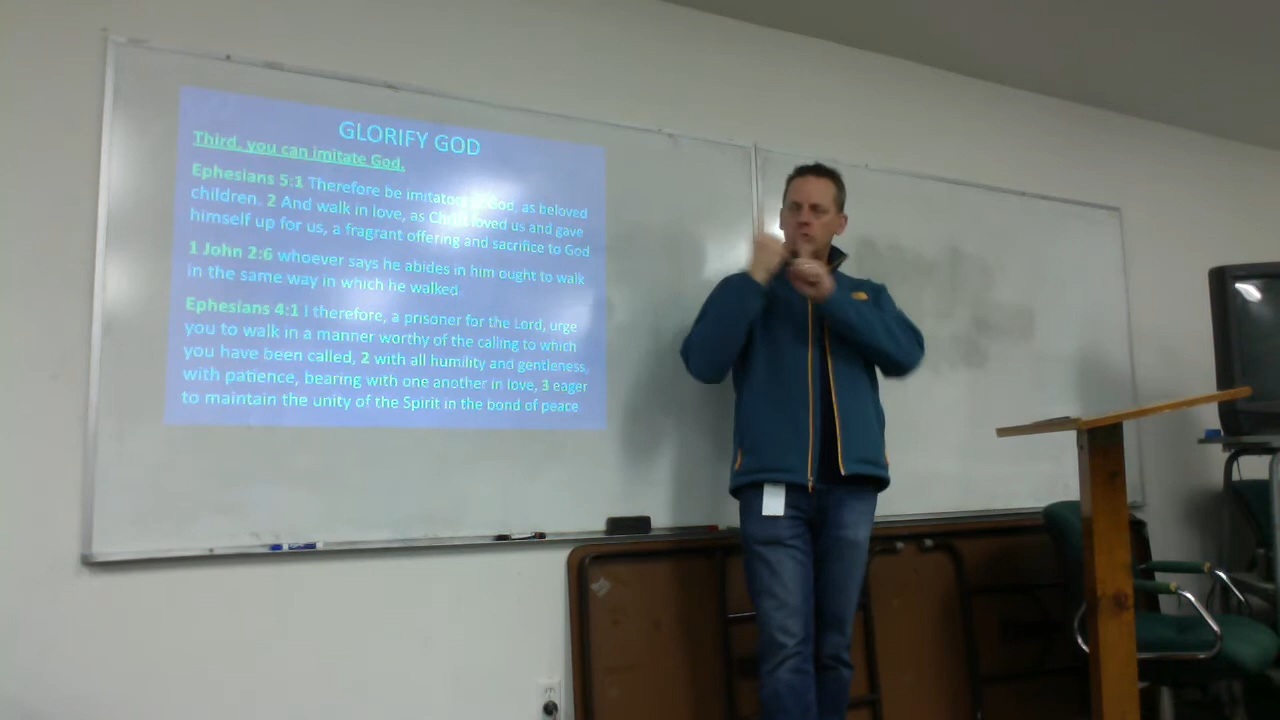 GLORIFY GOD
Third, you can imitate God.
Ephesians 5:1 Therefore be imitators God, as beloved
children. 2 And walk in love, as Christ loved us and gave
himself up for us, a fragrant offering and sacrifice to God
1 John 2:6 whoever says he abides in him ought to walk
in the same way in which he walked.
Ephesians 4:1 I therefore, a prisoner for the Lord, urge
you to walk in a manner worthy of the calling to which
you have been called, 2 with all humility and gentleness,
with patience, bearing with one another in love, 3 eager
to maintain the unity of the Spirit in the bond of peace